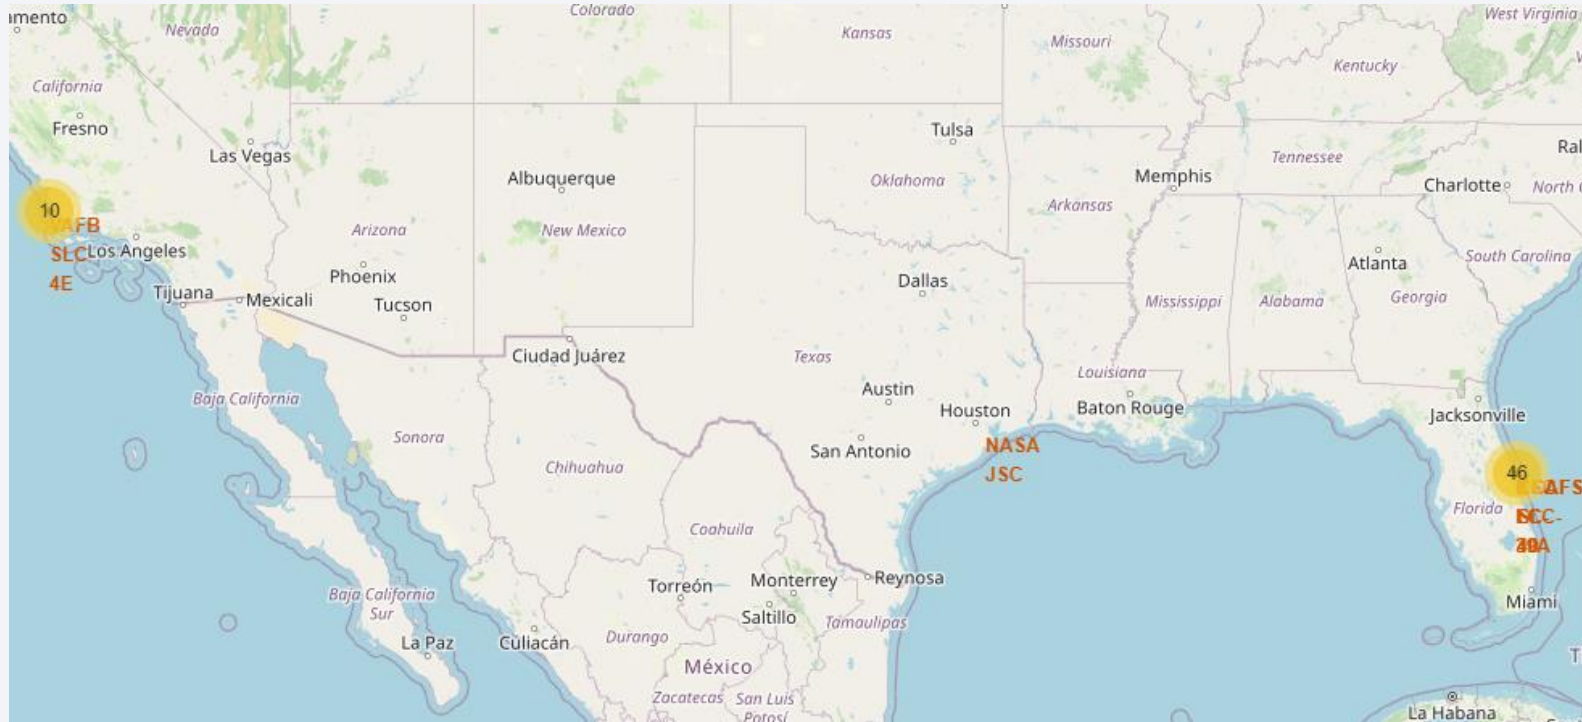 amento
Nevada
Colorado
Kansas
Missouri
West Virginia
Kentucky
California
Fresno
Las Vegas
Tulsa
Albuquerque
Oklahoma
Memphis
Tennessee
Charlotte
North
Arkansas
10
VAFB
SLC
4E
Los Angeles
Arizona
New Mexico
Atlanta
South Carolina
Phoenix
Dallas
Tijuana
Mexicali
Tucson
Mississippi
Alabama
Georgia
Ciudad Juárez
Texas
Louisiana
Baja California
Austin
Houston
Baton Rouge
Jacksonville
Sonora
San Antonio
NASA
JSC
Chihuahua
46
Florida
Coahuila
Torreón
Monterrey
Reynosa
Miami
Baja California
Sur
Saltillo
Tamaulipas
La Paz
Culiacán
Durango
México
Zacatecas
San Luis
Potosí
La Habana